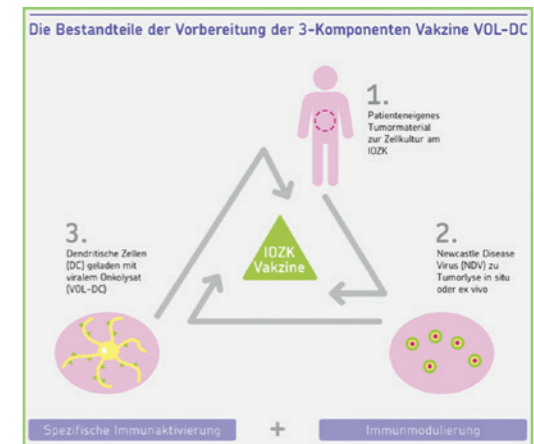 Die Bestandteile der Vorbereitung der 3-Komponenten Vakzine VOL-DC
1.
Patienteneigenes
Tumormaterial
zur Zellkultur am
IOZK
3.
Dendritische Zellen
(DC) geladen mit
viralem Onkolysat
(VOL-DC)
IOZK
Vakzine
2.
Newcastle Disease
Virus (NDV) zu
Tumorlyse in situ
oder ex vivo
Spezifische Immunaktivierung
+
Immunmodulierung